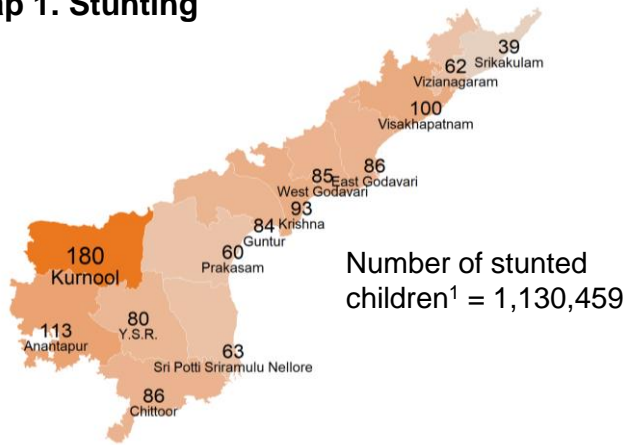 ap 1. Stunting
39
Srikakulam
62
Vizianagaram
100
Visakhapatnam
86
East Godavari
85
West Godavari
93
Krishna
84
Guntur
60
Prakasam
180
Kurnool
Number of stunted
children¹ = 1,130,459
80
Y.S.R.
113
Anantapur
63
Sri Potti Sriramulu Nellore
86
Chittoor